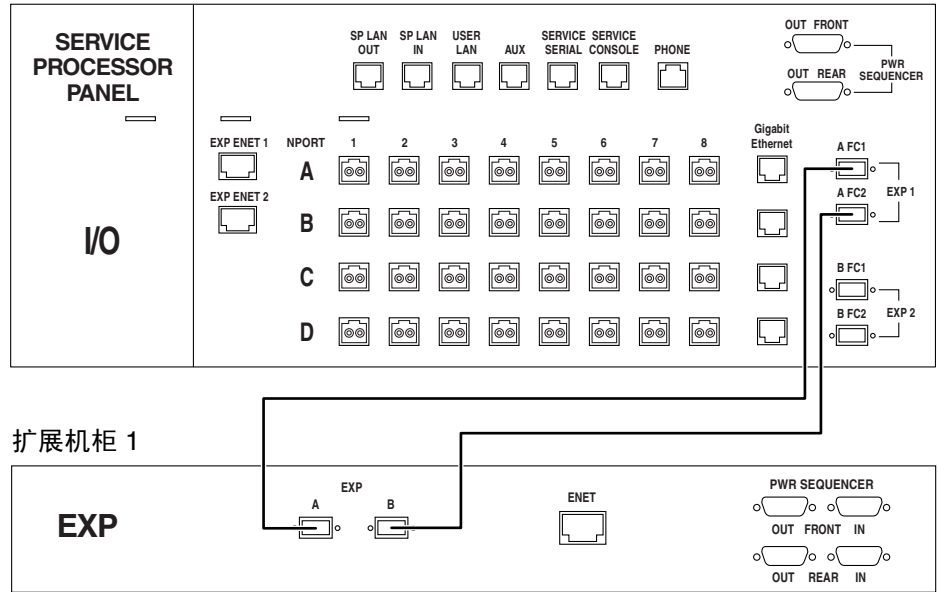 SERVICE
PROCESSOR
PANEL
SP LAN
OUT
SP LAN
IN
USER
LAN
AUX
SERVICE
SERIAL
SERVICE
CONSOLE
PHONE
OUT FRONT
OUT REAR
PWR
SEQUENCER
I/O
EXP ENET 1
EXP ENET 2
NPORT 1 2 3 4 5 6 7 8
Gigabit
Ethernet
A
B
C
D
A FC1
A FC2
EXP 1
B FC1
B FC2
EXP 2
扩展机柜 1
EXP
EXP
A B
ENET
PWR SEQUENCER
OUT FRONT IN
OUT REAR IN